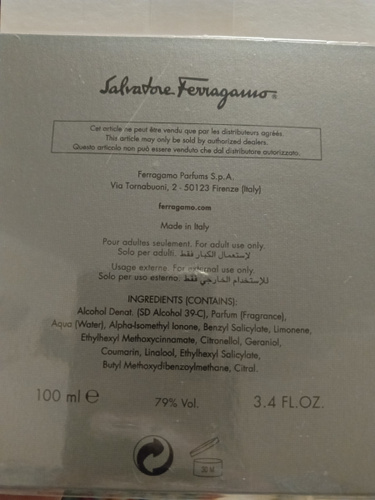 Salvatore Ferragamo®
Cet article ne peut être vendu que par les distributeurs agréés.
This article may only be sold by authorized dealers.
Questo articolo non può essere venduto che dal distributore autorizzato.
Ferragamo Parfums S.p.A.
Via Tornabuoni, 2 - 50123 Firenze (Italy)
ferragamo.com
Made in Italy
Pour adultes seulement. For adult use only.
Solo per adulti. لاستعمال الكبار فقط.
Usage externe. For external use only.
Solo per uso esterno. للاستخدام الخارجي فقط.
INGREDIENTS (CONTAINS):
Alcohol Denat. (SD Alcohol 39-C), Parfum (Fragrance),
Aqua (Water), Alpha-Isomethyl Ionone, Benzyl Salicylate, Limonene,
Ethylhexyl Methoxycinnamate, Citronellol, Geraniol,
Coumarin, Linalool, Ethylhexyl Salicylate,
Butyl Methoxydibenzoylmethane, Citral.
100 ml ℮ 79% Vol. 3.4 FL.OZ.